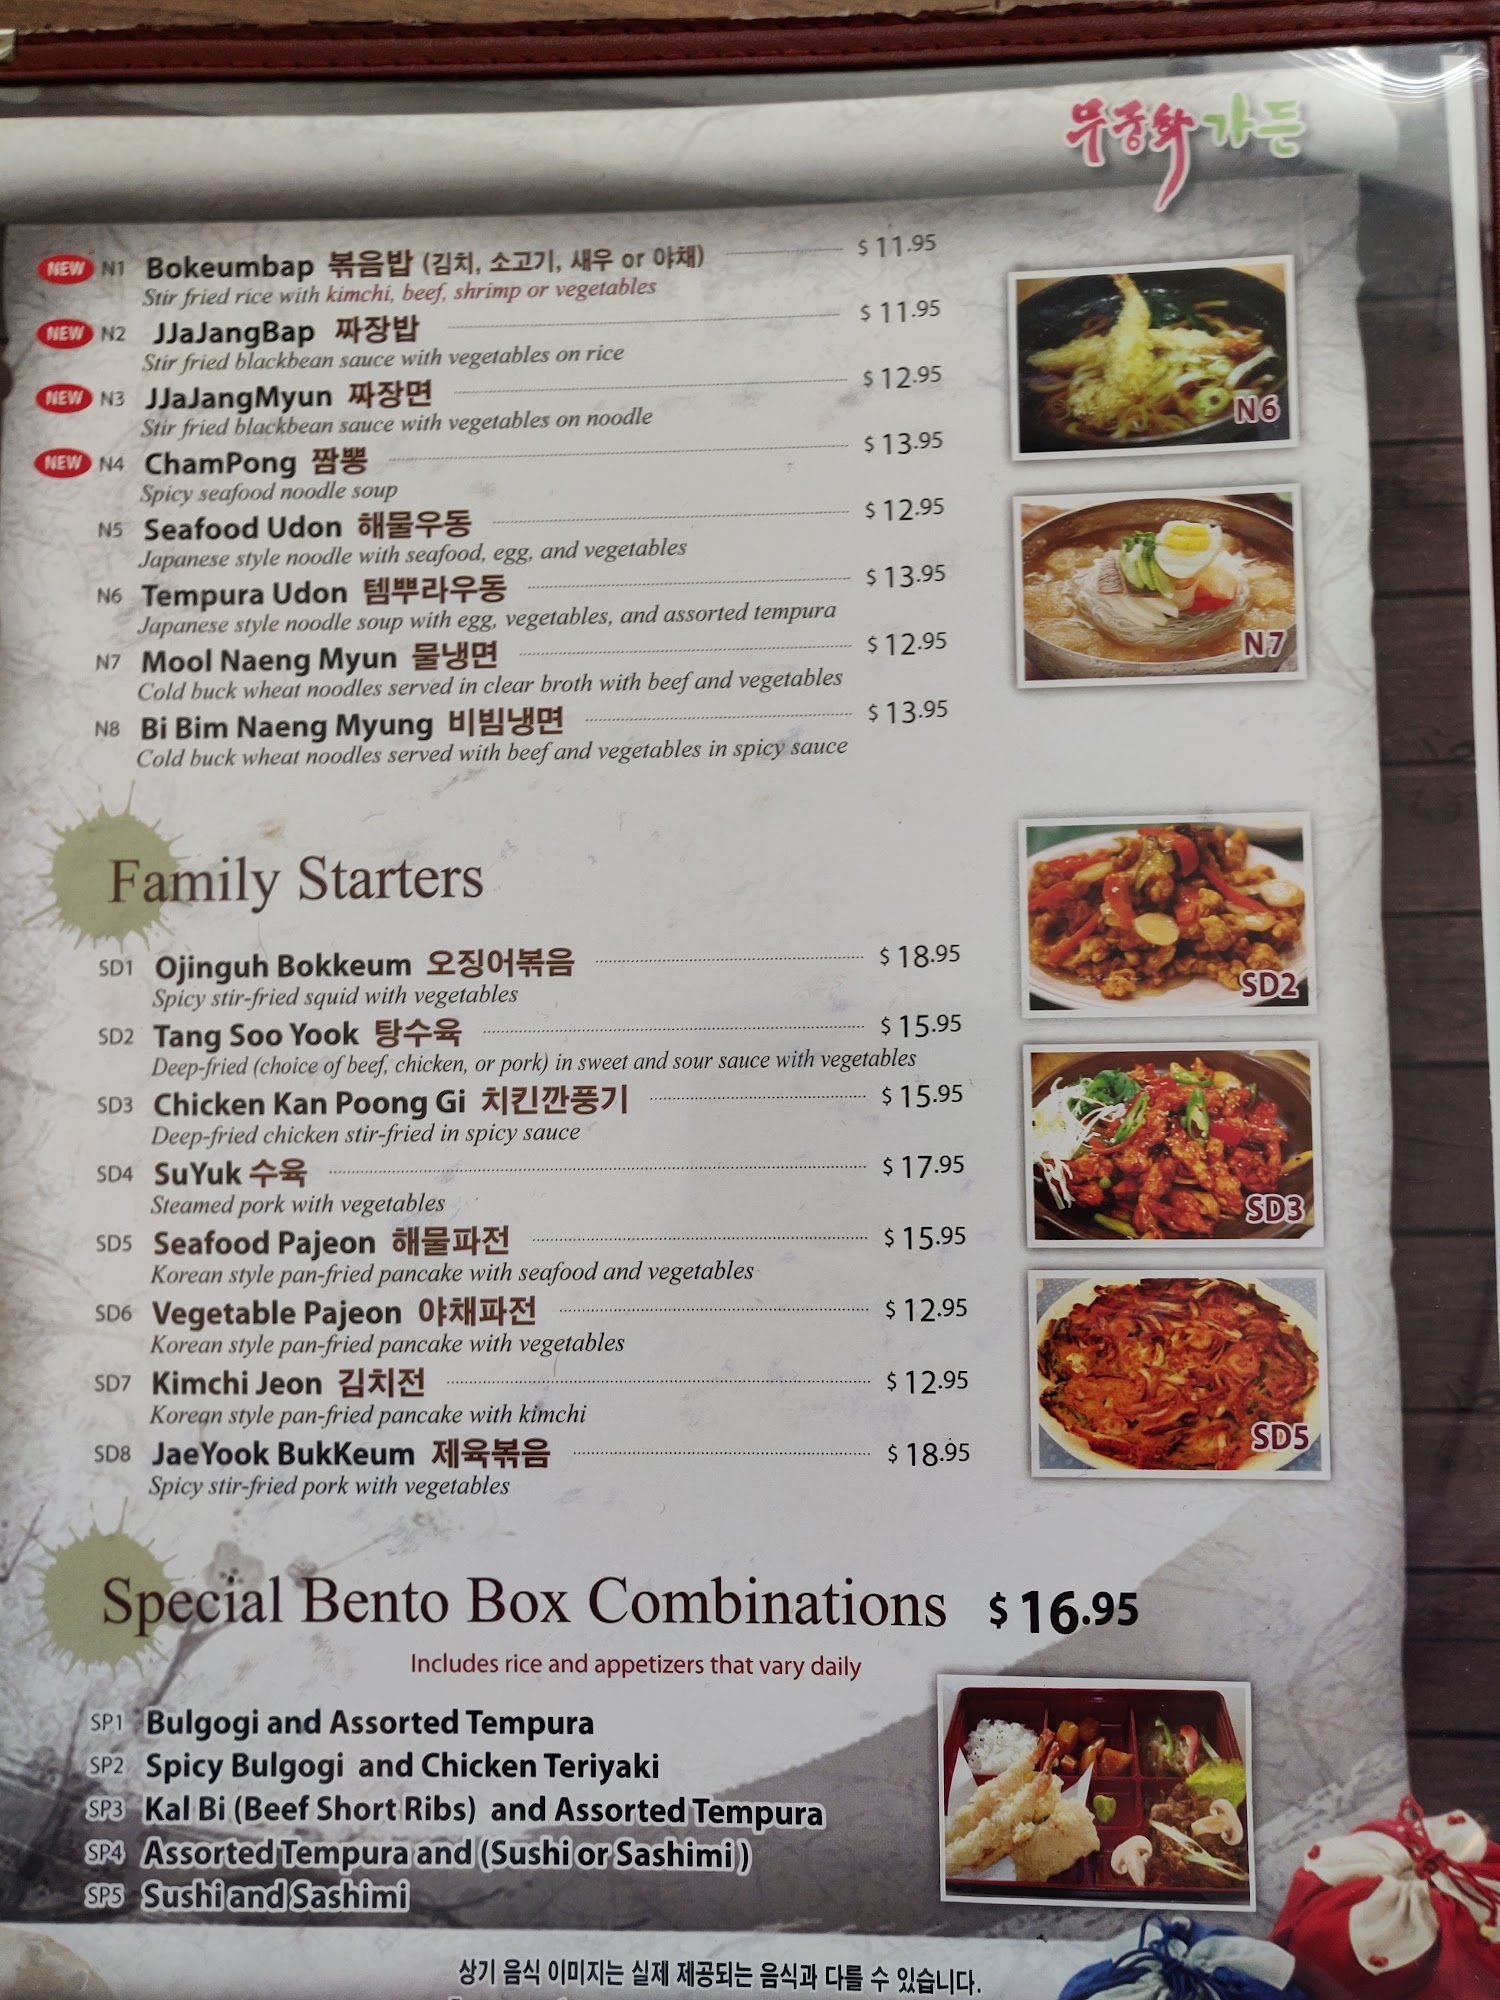 무궁화가든
NEW N1 Bokeumbap 볶음밥 (김치, 소고기, 새우 or 야채) $ 11.95
Stir fried rice with kimchi, beef, shrimp or vegetables
NEW N2 JJaJangBap 짜장밥 $ 11.95
Stir fried blackbean sauce with vegetables on rice
NEW N3 JJaJangMyun 짜장면 $ 12.95
Stir fried blackbean sauce with vegetables on noodle
NEW N4 ChamPong 짬뽕 $ 13.95
Spicy seafood noodle soup
N5 Seafood Udon 해물우동 $ 12.95
Japanese style noodle with seafood, egg, and vegetables
N6 Tempura Udon 템뿌라우동 $ 13.95
Japanese style noodle soup with egg, vegetables, and assorted tempura
N7 Mool Naeng Myun 물냉면 $ 12.95
Cold buck wheat noodles served in clear broth with beef and vegetables
N8 Bi Bim Naeng Myung 비빔냉면 $ 13.95
Cold buck wheat noodles served with beef and vegetables in spicy sauce
N6
N7
Family Starters
SD1 Ojinguh Bokkeum 오징어볶음 $ 18.95
Spicy stir-fried squid with vegetables
SD2 Tang Soo Yook 탕수육 $ 15.95
Deep-fried (choice of beef, chicken, or pork) in sweet and sour sauce with vegetables
SD3 Chicken Kan Poong Gi 치킨깐풍기 $ 15.95
Deep-fried chicken stir-fried in spicy sauce
SD4 SuYuk 수육 $ 17.95
Steamed pork with vegetables
SD5 Seafood Pajeon 해물파전 $ 15.95
Korean style pan-fried pancake with seafood and vegetables
SD6 Vegetable Pajeon 야채파전 $ 12.95
Korean style pan-fried pancake with vegetables
SD7 Kimchi Jeon 김치전 $ 12.95
Korean style pan-fried pancake with kimchi
SD8 JaeYook BukKeum 제육볶음 $ 18.95
Spicy stir-fried pork with vegetables
SD2
SD3
SD5
Special Bento Box Combinations $ 16.95
Includes rice and appetizers that vary daily
SP1 Bulgogi and Assorted Tempura
SP2 Spicy Bulgogi and Chicken Teriyaki
SP3 Kal Bi (Beef Short Ribs) and Assorted Tempura
SP4 Assorted Tempura and (Sushi or Sashimi)
SP5 Sushi and Sashimi
상기 음식 이미지는 실제 제공되는 음식과 다를 수 있습니다.